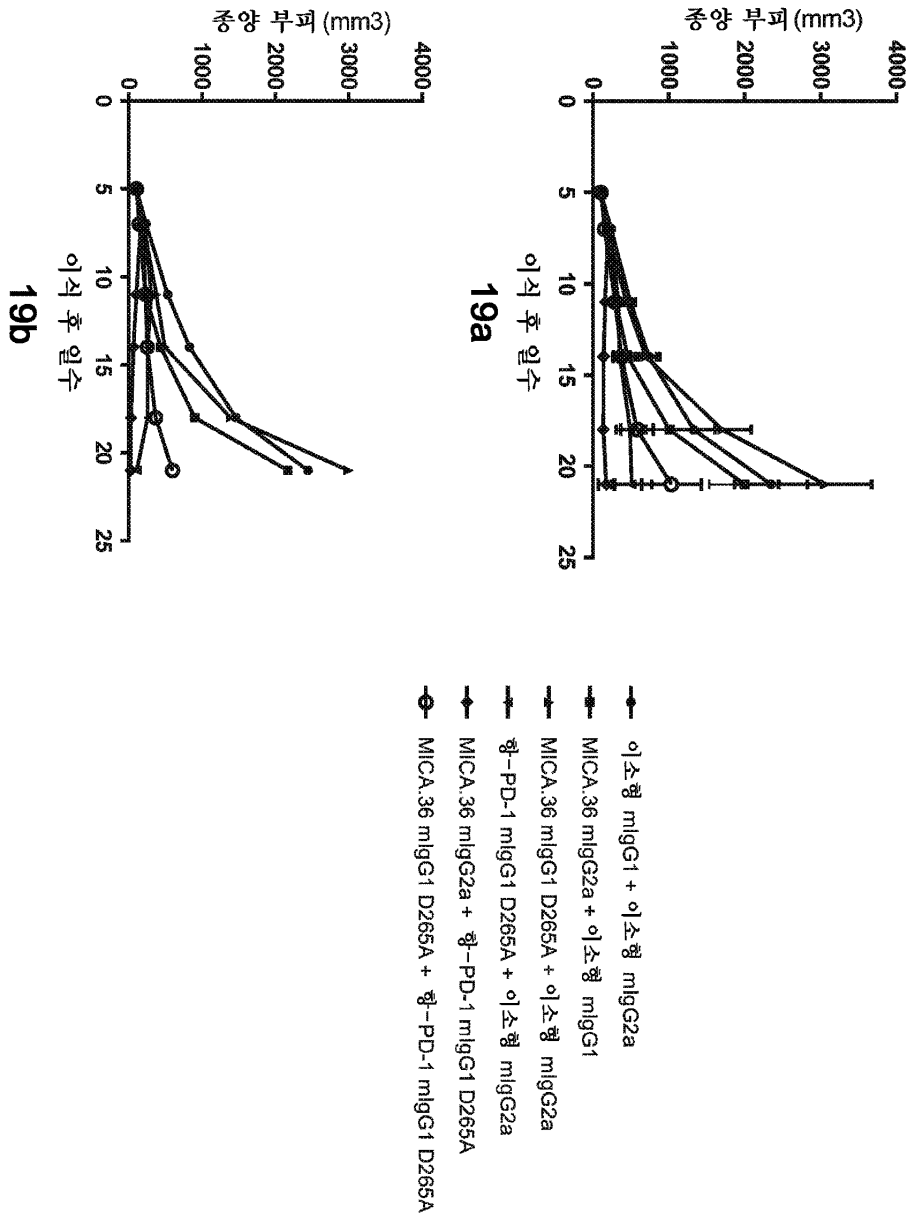 종양 부피 (mm3)
4000
3000
2000
1000
0
0
5
10
15
20
25
이식 후 일수
19a
종양 부피 (mm3)
4000
3000
2000
1000
0
0
5
10
15
20
25
이식 후 일수
19b
이소형 mIgG1 + 이소형 mIgG2a
MICA.36 mIgG2a + 이소형 mIgG1
MICA.36 mIgG1 D265A + 이소형 mIgG2a
항-PD-1 mIgG1 D265A + 이소형 mIgG2a
MICA.36 mIgG2a + 항-PD-1 mIgG1 D265A
MICA.36 mIgG1 D265A + 항-PD-1 mIgG1 D265A